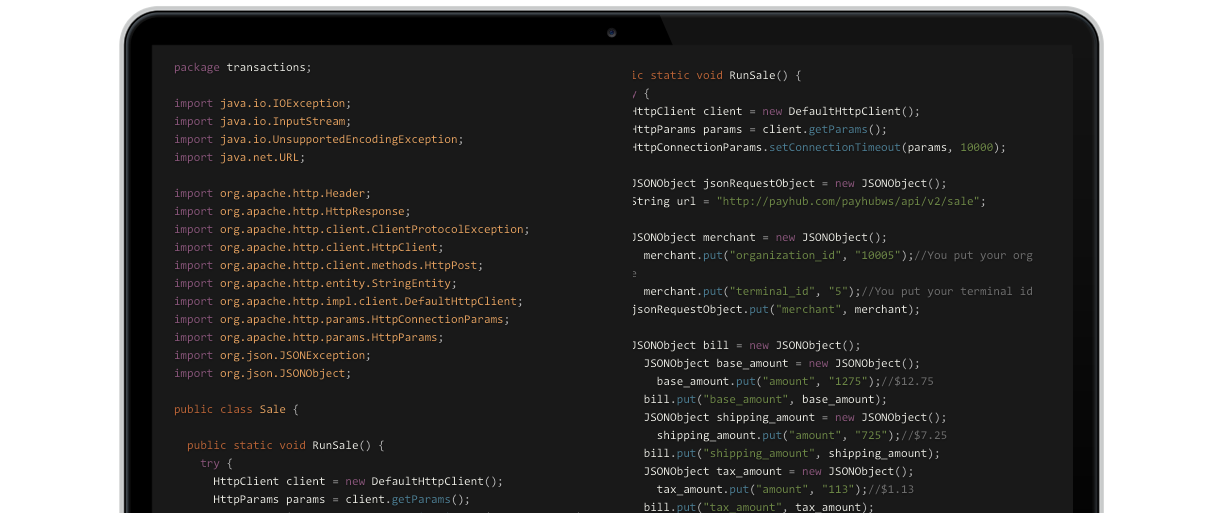 package transactions;
import java.io.IOException;
import java.io.InputStream;
import java.io.UnsupportedEncodingException;
import java.net.URL;
import org.apache.http.Header;
import org.apache.http.HttpResponse;
import org.apache.http.client.ClientProtocolException;
import org.apache.http.client.HttpClient;
import org.apache.http.client.methods.HttpPost;
import org.apache.http.entity.StringEntity;
import org.apache.http.impl.client.DefaultHttpClient;
import org.apache.http.params.HttpConnectionParams;
import org.apache.http.params.HttpParams;
import org.json.JSONException;
import org.json.JSONObject;
public class Sale {
public static void RunSale() {
try {
HttpClient client = new DefaultHttpClient();
HttpParams params = client.getParams();
ic static void RunSale() {
{
HttpClient client = new DefaultHttpClient();
HttpParams params = client.getParams();
HttpConnectionParams.setConnectionTimeout(params, 10000);
JSONObject jsonRequestObject = new JSONObject();
String url = "http://payhub.com/payhubws/api/v2/sale";
JSONObject merchant = new JSONObject();
merchant.put("organization_id", "10005");//You put your org
e
merchant.put("terminal_id", "5");//You put your terminal id
jsonRequestObject.put("merchant", merchant);
JSONObject bill = new JSONObject();
JSONObject base_amount = new JSONObject();
base_amount.put("amount", "1275");//$12.75
bill.put("base_amount", base_amount);
JSONObject shipping_amount = new JSONObject();
shipping_amount.put("amount", "725");//$7.25
bill.put("shipping_amount", shipping_amount);
JSONObject tax_amount = new JSONObject();
tax_amount.put("amount", "113");//$1.13
bill.put("tax_amount", tax_amount);